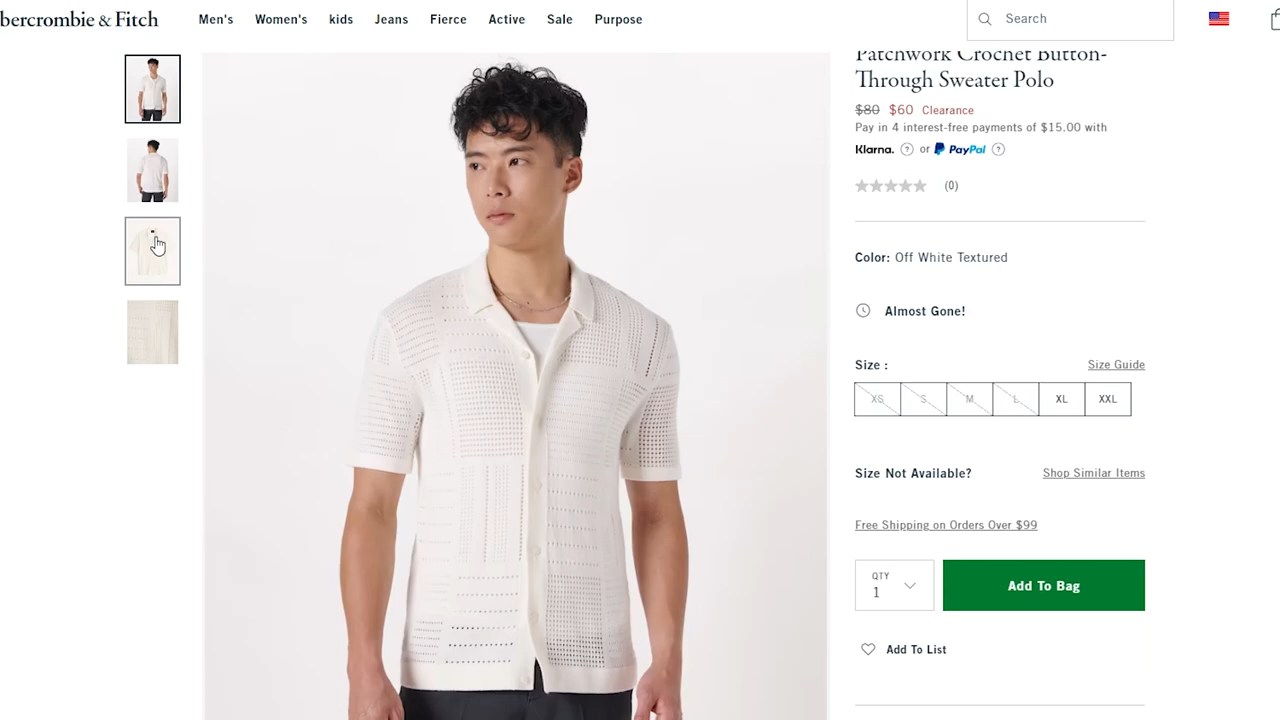 bercrombie & Fitch
Men's
Women's
kids
Jeans
Fierce
Active
Sale
Purpose
Search
Patchwork Crochet Button-
Through Sweater Polo
$80 $60 Clearance
Pay in 4 interest-free payments of $15.00 with
Klarna. ? or PayPal ?
(0)
Color: Off White Textured
Almost Gone!
Size :
Size Guide
XS S M L XL XXL
Size Not Available?
Shop Similar Items
Free Shipping on Orders Over $99
QTY
1
Add To Bag
Add To List